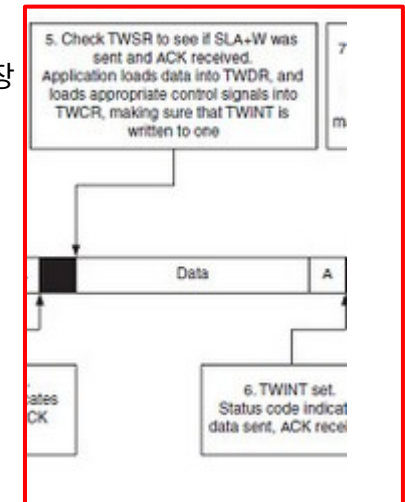 장
5. Check TWSR to see if SLA+W was
sent and ACK received.
Application loads data into TWDR, and
loads appropriate control signals into
TWCR, making sure that TWINT is
written to one
7
m
Data
A
cates
CK
6. TWINT set.
Status code indicat
data sent, ACK recei